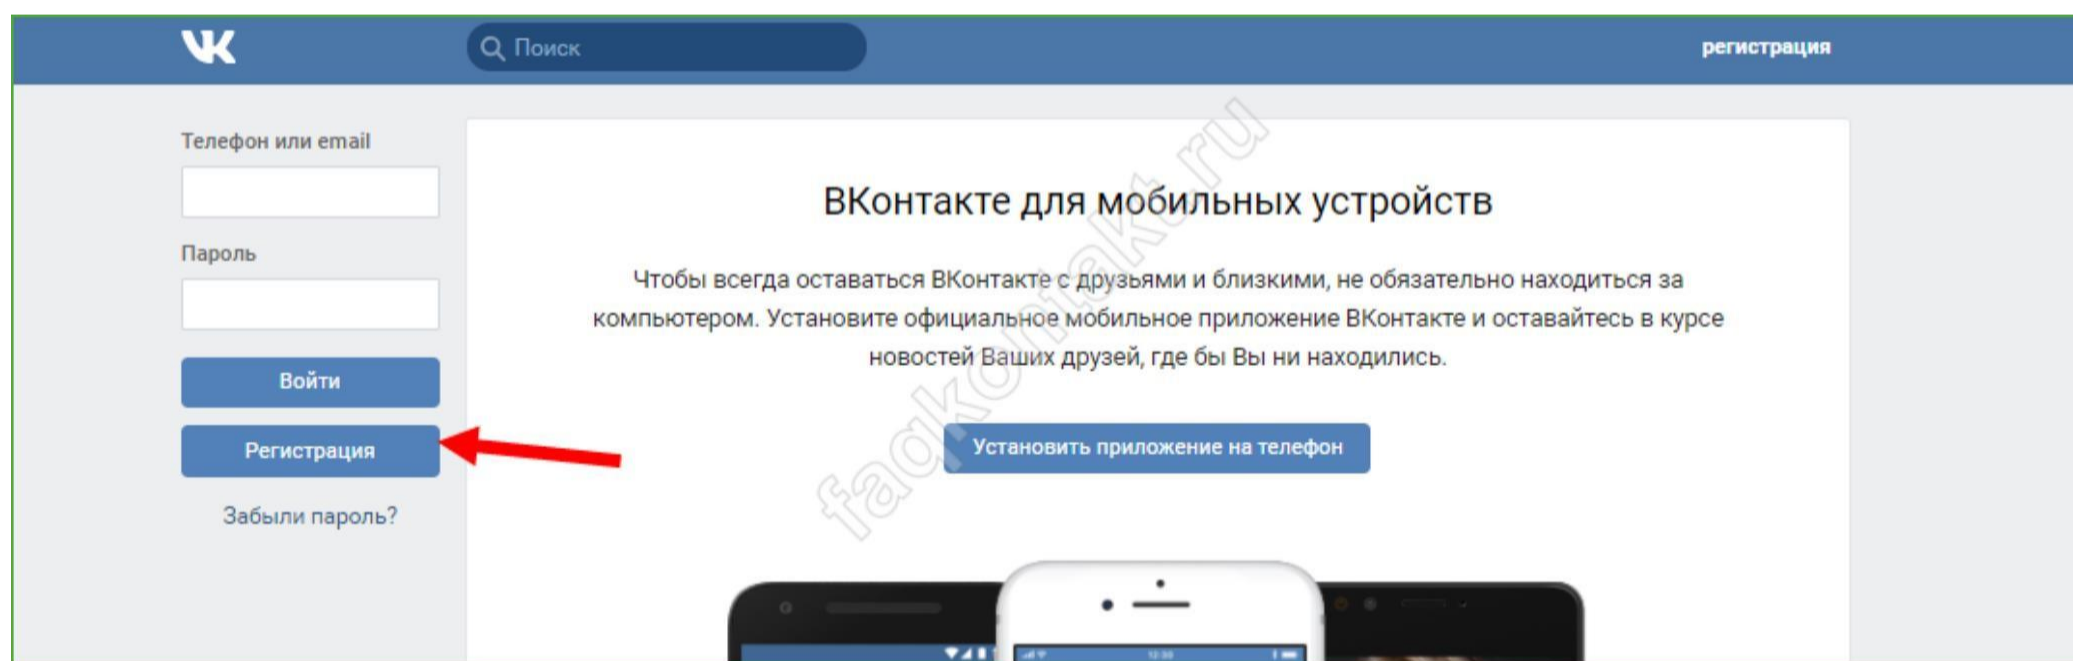 Поиск
регистрация
Телефон или email
Пароль
Войти
Регистрация
Забыли пароль?
ВКонтакте для мобильных устройств
Чтобы всегда оставаться ВКонтакте с друзьями и близкими, не обязательно находиться за
компьютером. Установите официальное мобильное приложение ВКонтакте и оставайтесь в курсе
новостей Ваших друзей, где бы Вы ни находились.
Установить приложение на телефон
faqkontakt.ru
12:30